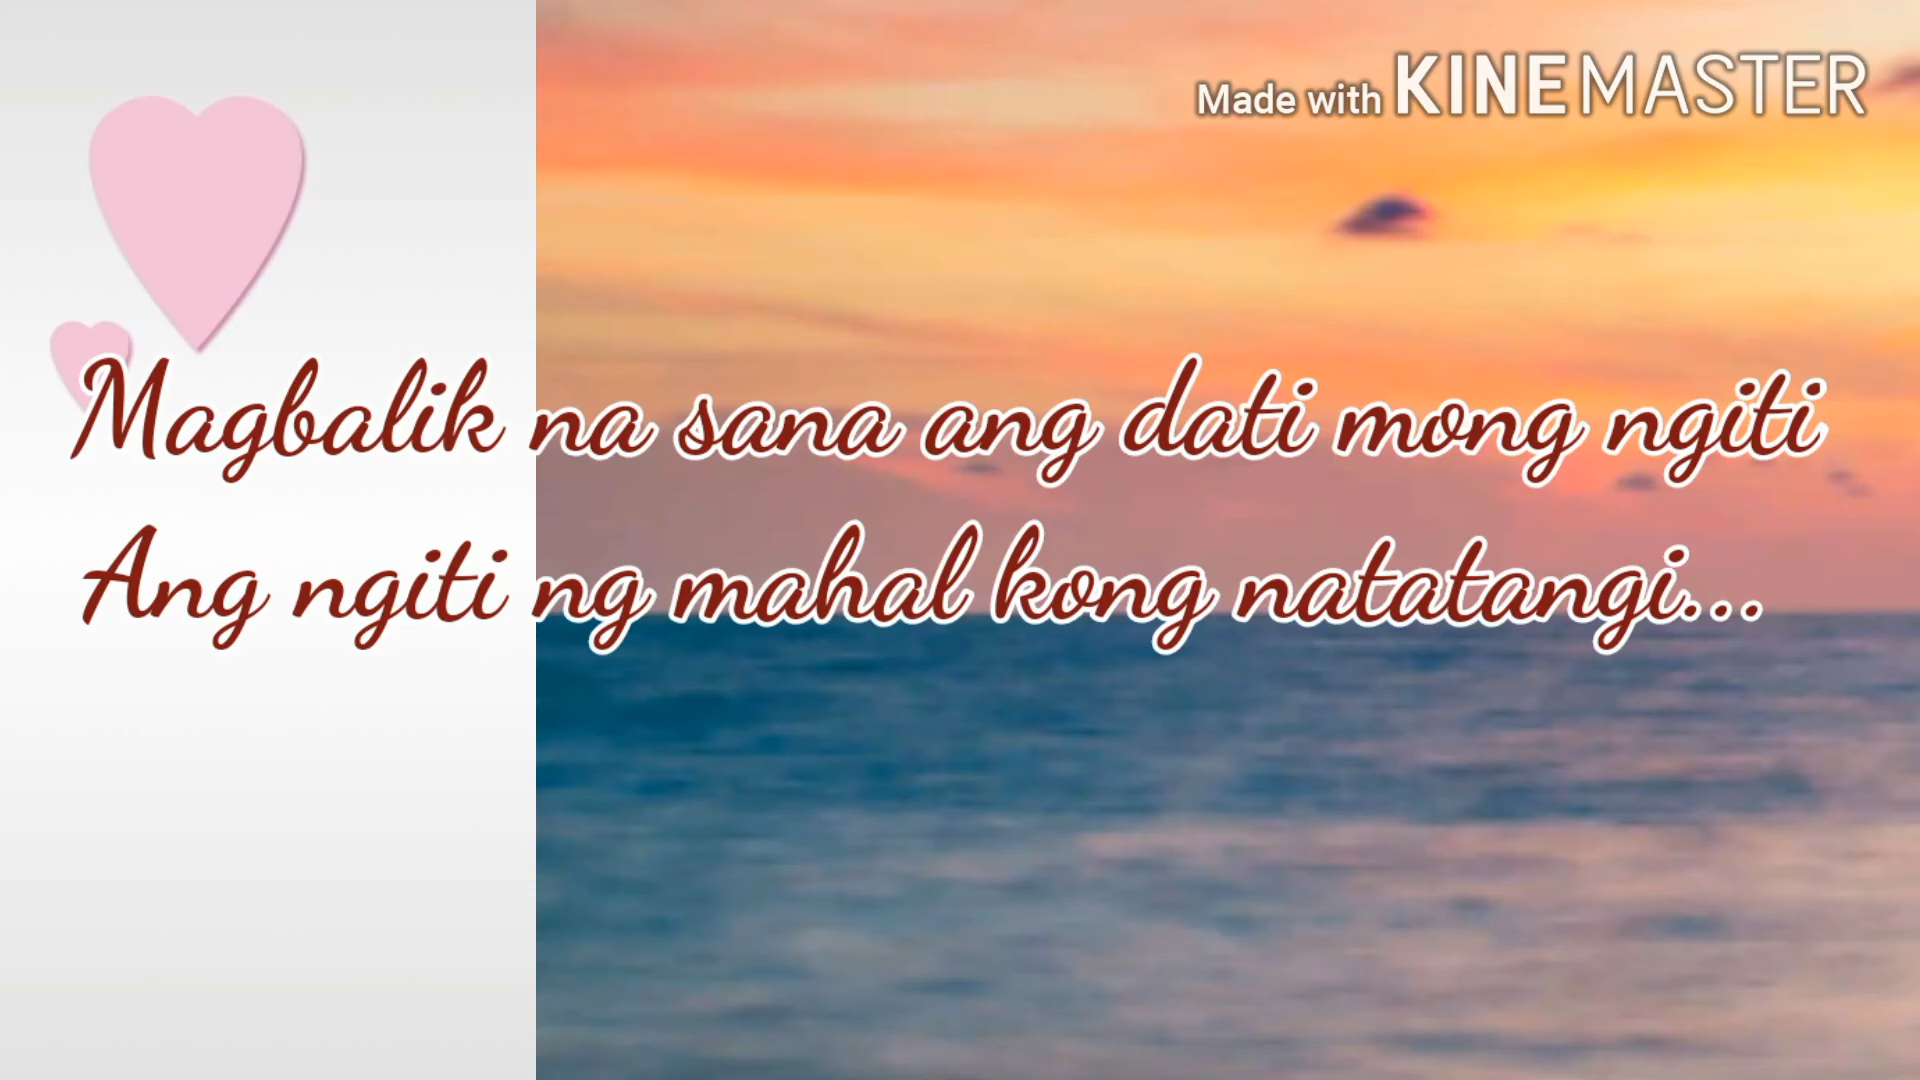 Made with KINEMASTER
Magbalik na sana ang dati mong ngiti
Ang ngiti ng mahal kong natatangi...